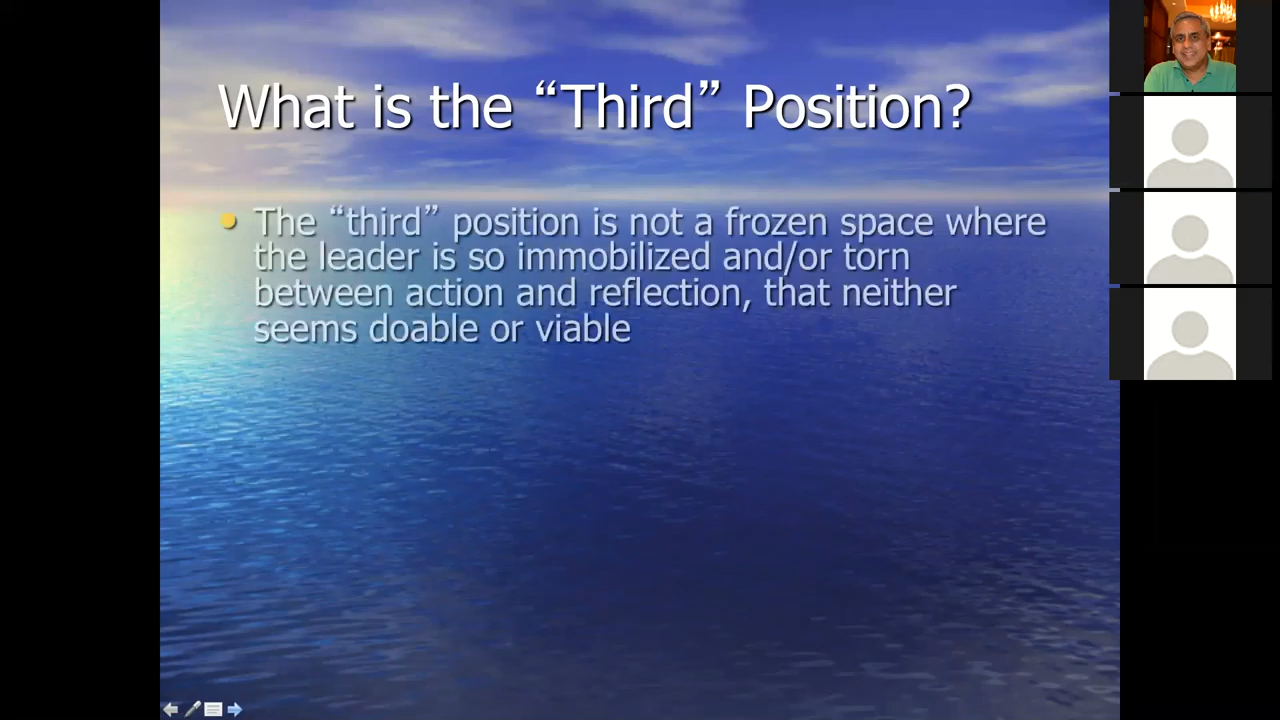 What is the “Third” Position?
The “third” position is not a frozen space where
the leader is so immobilized and/or torn
between action and reflection, that neither
seems doable or viable